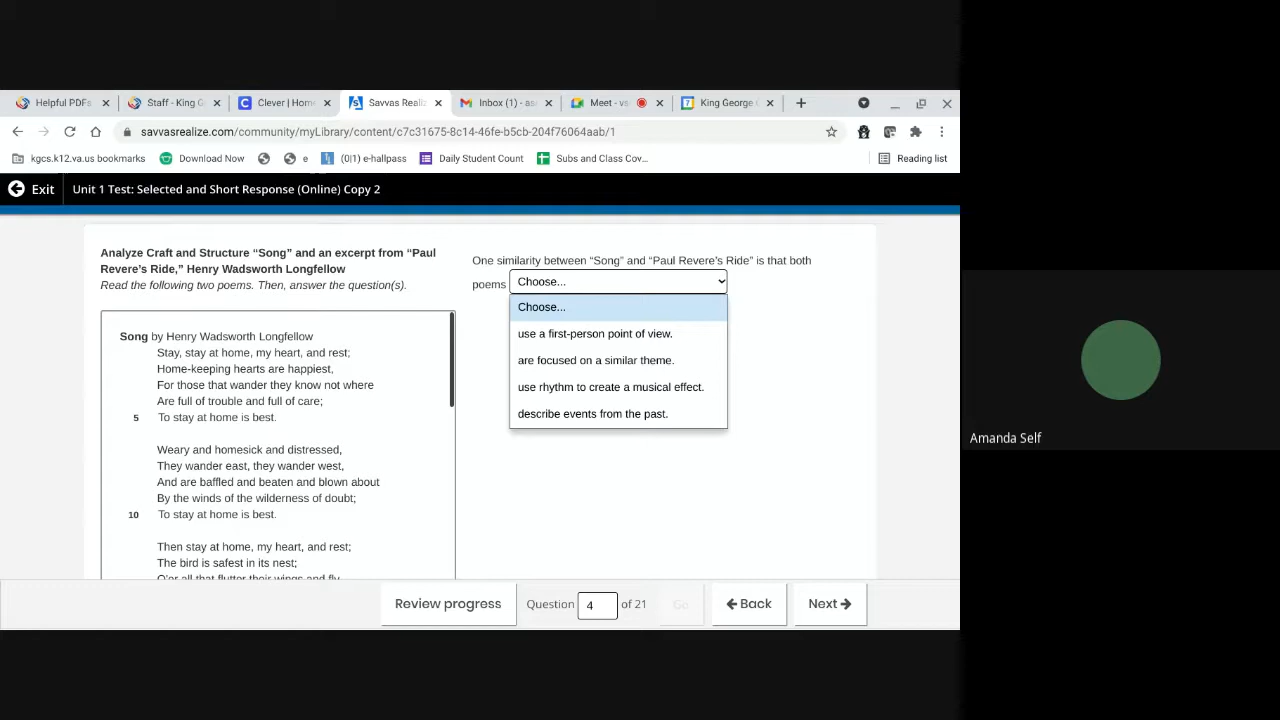 Helpful PDFs
Staff - King G
Clever | Hom
Savvas Realiz
Inbox (1) - as
Meet - vs
King George
savvasrealize.com/community/myLibrary/content/c7c31675-8c14-46fe-b5cb-204f76064aab/1
kgcs.k12.va.us bookmarks
Download Now
e
(0|1) e-hallpass
Daily Student Count
Subs and Class Cov...
Reading list
Exit
Unit 1 Test: Selected and Short Response (Online) Copy 2
Analyze Craft and Structure “Song” and an excerpt from “Paul
Revere’s Ride,” Henry Wadsworth Longfellow
Read the following two poems. Then, answer the question(s).
Song by Henry Wadsworth Longfellow
Stay, stay at home, my heart, and rest;
Home-keeping hearts are happiest,
For those that wander they know not where
Are full of trouble and full of care;
5 To stay at home is best.
Weary and homesick and distressed,
They wander east, they wander west,
And are baffled and beaten and blown about
By the winds of the wilderness of doubt;
10 To stay at home is best.
Then stay at home, my heart, and rest;
The bird is safest in its nest;
O'er all that flutter their wings and fly
One similarity between “Song” and “Paul Revere’s Ride” is that both
poems Choose...
Choose...
use a first-person point of view.
are focused on a similar theme.
use rhythm to create a musical effect.
describe events from the past.
Review progress
Question 4 of 21
Go
Back
Next
Amanda Self